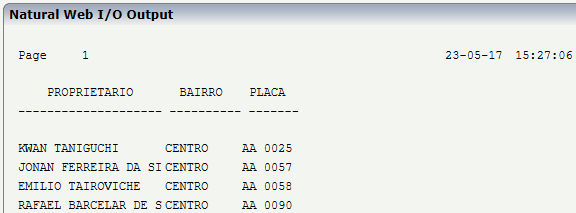 Natural Web I/O Output
Page 1 23-05-17 15:27:06
PROPRIETARIO BAIRRO PLACA
------------------- ---------- -------
KWAN TANIGUCHI CENTRO AA 0025
JONAN FERREIRA DA SI CENTRO AA 0057
EMILIO TAIROVICHE CENTRO AA 0058
RAFAEL BARCELAR DE S CENTRO AA 0090